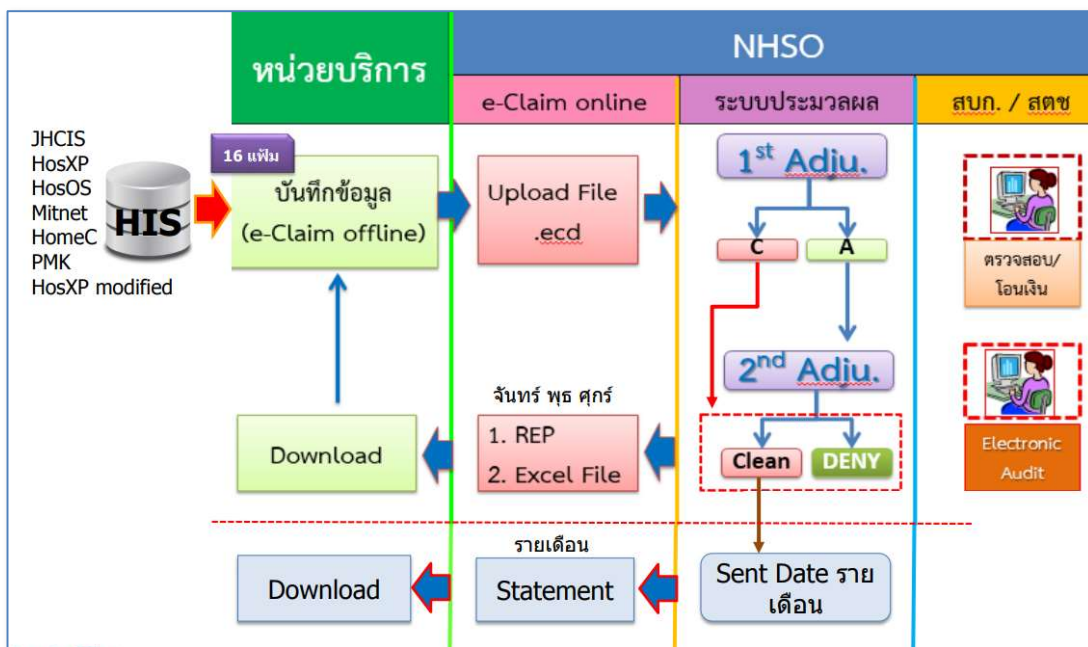 หน่วยบริการ
NHSO
e-Claim online
ระบบประมวลผล
สบก. / สตช
JHCIS
HosXP
HosOS
Mitnet
HomeC
PMK
HosXP modified
HIS
16 แฟ้ม
บันทึกข้อมูล
(e-Claim offline)
Upload File
.ecd
1st Adju.
C
A
ตรวจสอบ/
โอนเงิน
2nd Adju.
จันทร์ พุธ ศุกร์
Download
1. REP
2. Excel File
Clean
DENY
Electronic
Audit
รายเดือน
Download
Statement
Sent Date ราย
เดือน